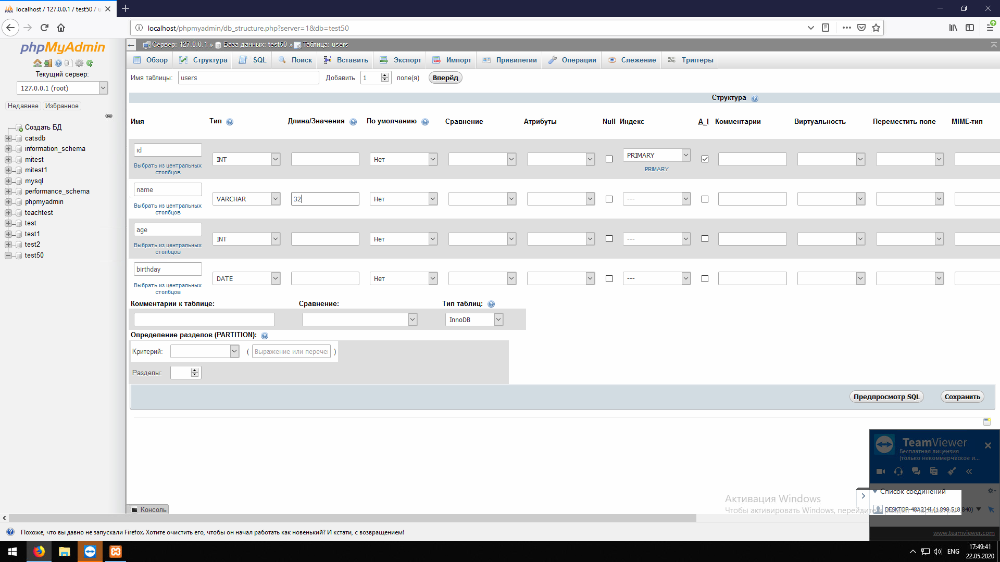 localhost / 127.0.0.1 / test50 / u
localhost/phpmyadmin/db_structure.php?server=1&db=test50
phpMyAdmin
Текущий сервер:
127.0.0.1 (root)
Недавнее Избранное
Создать БД
catsdb
information_schema
mitest
mitest1
mysql
performance_schema
phpmyadmin
teachtest
test
test1
test2
test50
Сервер: 127.0.0.1 » База данных: test50 » Таблица: users
Обзор Структура SQL Поиск Вставить Экспорт Импорт Привилегии Операции Слежение Триггеры
Имя таблицы: users Добавить 1 поле(я) Вперёд
Структура
Имя Тип Длина/Значения По умолчанию Сравнение Атрибуты Null Индекс A_I Комментарии Виртуальность Переместить поле MIME-тип
id INT Нет PRIMARY
Выбрать из центральных столбцов PRIMARY
name VARCHAR 32 Нет ---
Выбрать из центральных столбцов
age INT Нет ---
Выбрать из центральных столбцов
birthday DATE Нет ---
Выбрать из центральных столбцов
Комментарии к таблице: Сравнение: Тип таблиц:
InnoDB
Определение разделов (PARTITION):
Критерий: ( Выражение или перече )
Разделы:
Предпросмотр SQL Сохранить
Консоль
TeamViewer
Бесплатная лицензия
(только некоммерческое и...
Список соединений
DESKTOP-48A2J4I (1 898 518 840)
www.teamviewer.com
Активация Windows
Чтобы активировать Windows, перейдите в раздел "Параметры".
Похоже, что вы давно не запускали Firefox. Хотите очистить его, чтобы он начал работать как новенький? И кстати, с возвращением!
ENG
17:49:41
22.05.2020